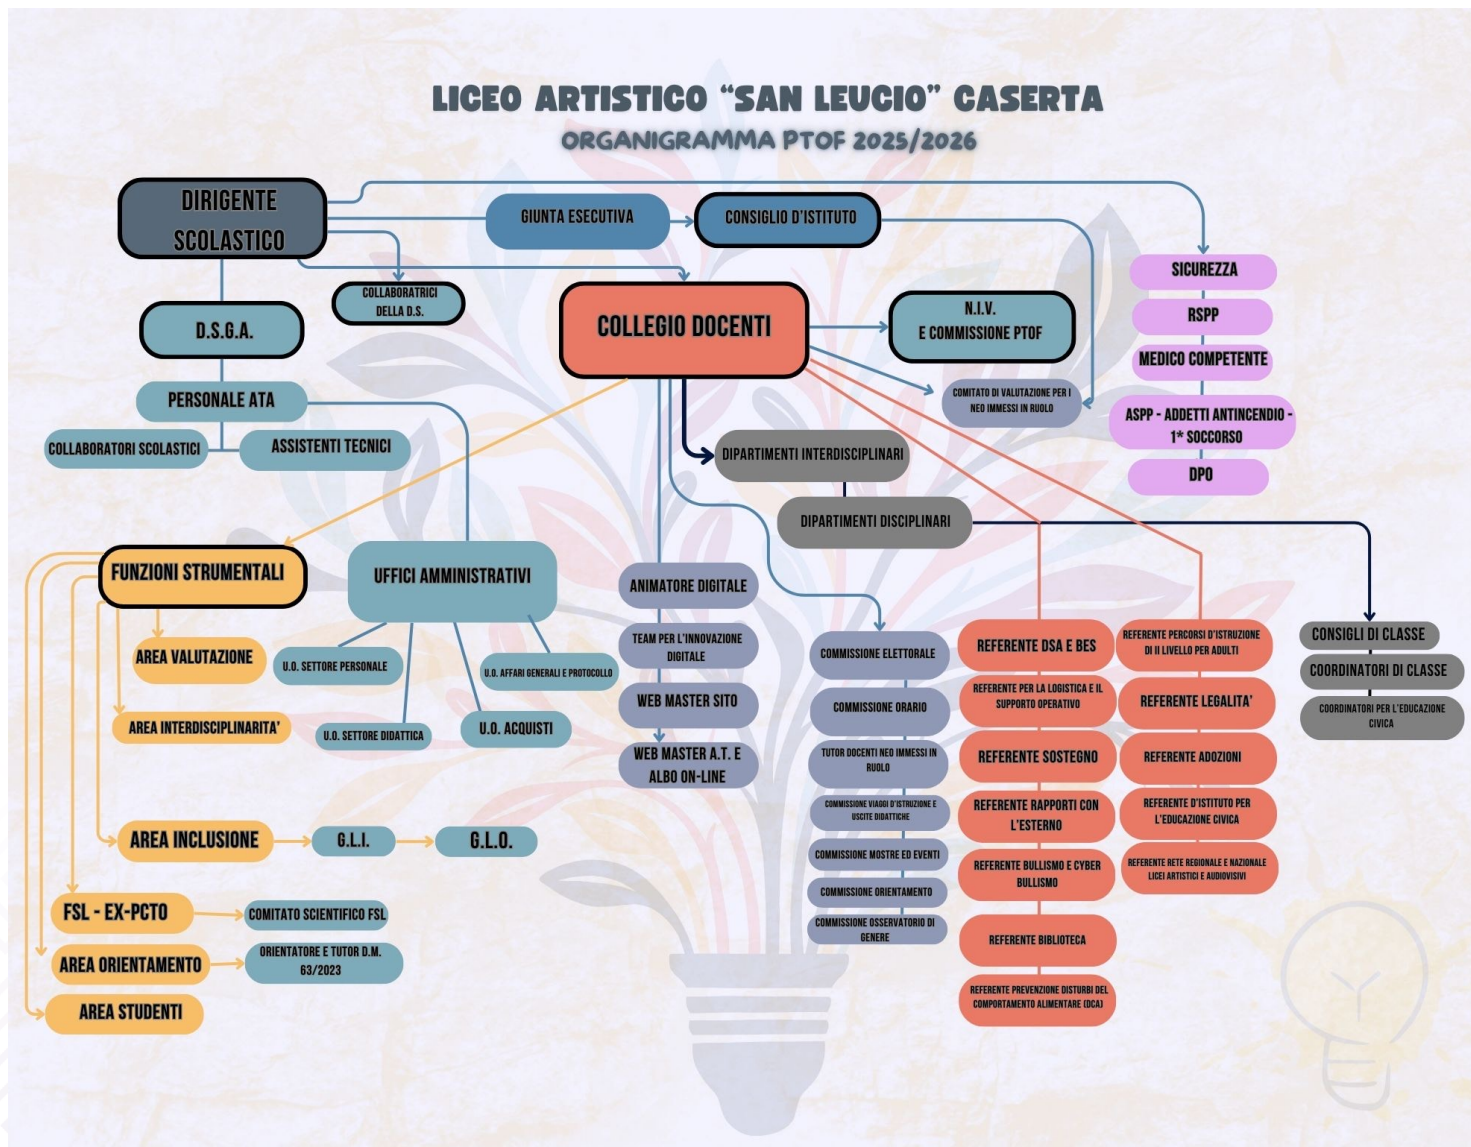 LICEO ARTISTICO “SAN LEUCIO” CASERTA
ORGANIGRAMMA PTOF 2025/2026
DIRIGENTE
SCOLASTICO
GIUNTA ESECUTIVA
CONSIGLIO D'ISTITUTO
SICUREZZA
RSPP
MEDICO COMPETENTE
ASPP - ADDETTI ANTINCENDIO -
1* SOCCORSO
DPO
COLLABORATRICI
DELLA D.S.
D.S.G.A.
COLLEGIO DOCENTI
N.I.V.
E COMMISSIONE PTOF
COMITATO DI VALUTAZIONE PER I
NEO IMMESSI IN RUOLO
PERSONALE ATA
COLLABORATORI SCOLASTICI
ASSISTENTI TECNICI
DIPARTIMENTI INTERDISCIPLINARI
DIPARTIMENTI DISCIPLINARI
FUNZIONI STRUMENTALI
AREA VALUTAZIONE
AREA INTERDISCIPLINARITA'
AREA INCLUSIONE
G.L.I.
G.L.O.
FSL - EX-PCTO
COMITATO SCIENTIFICO FSL
AREA ORIENTAMENTO
ORIENTATORE E TUTOR D.M.
63/2023
AREA STUDENTI
UFFICI AMMINISTRATIVI
U.O. SETTORE PERSONALE
U.O. AFFARI GENERALI E PROTOCOLLO
U.O. SETTORE DIDATTICA
U.O. ACQUISTI
ANIMATORE DIGITALE
TEAM PER L'INNOVAZIONE
DIGITALE
WEB MASTER SITO
WEB MASTER A.T. E
ALBO ON-LINE
COMMISSIONE ELETTORALE
COMMISSIONE ORARIO
TUTOR DOCENTI NEO IMMESSI IN
RUOLO
COMMISSIONE VIAGGI D'ISTRUZIONE E
USCITE DIDATTICHE
COMMISSIONE MOSTRE ED EVENTI
COMMISSIONE ORIENTAMENTO
COMMISSIONE OSSERVATORIO DI
GENERE
REFERENTE DSA E BES
REFERENTE PER LA LOGISTICA E IL
SUPPORTO OPERATIVO
REFERENTE SOSTEGNO
REFERENTE RAPPORTI CON
L'ESTERNO
REFERENTE BULLISMO E CYBER
BULLISMO
REFERENTE BIBLIOTECA
REFERENTE PREVENZIONE DISTURBI DEL
COMPORTAMENTO ALIMENTARE (DCA)
REFERENTE PERCORSI D'ISTRUZIONE
DI II LIVELLO PER ADULTI
REFERENTE LEGALITA'
REFERENTE ADOZIONI
REFERENTE D'ISTITUTO PER
L'EDUCAZIONE CIVICA
REFERENTE RETE REGIONALE E NAZIONALE
LICEI ARTISTICI E AUDIOVISIVI
CONSIGLI DI CLASSE
COORDINATORI DI CLASSE
COORDINATORI PER L'EDUCAZIONE
CIVICA